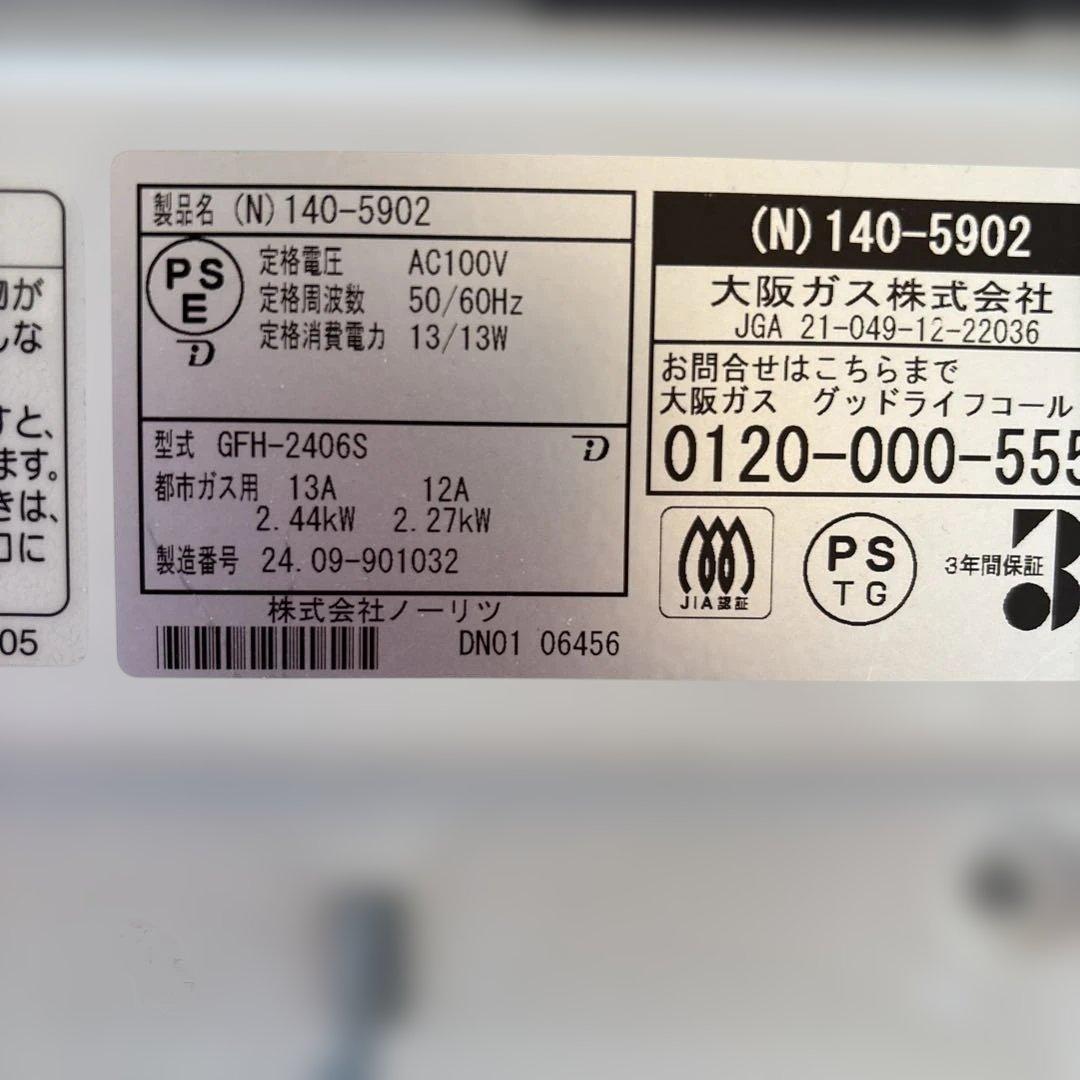 物が
んな
すと、
ます。
きは、
口に
05
製品名 (N)140-5902
PS
E
定格電圧 AC100V
定格周波数 50/60Hz
定格消費電力 13/13W
型式 GFH-2406S
都市ガス用 13A 12A
2.44kW 2.27kW
製造番号 24.09-901032
株式会社ノーリツ
DN01 06456
(N)140-5902
大阪ガス株式会社
JGA 21-049-12-22036
お問合せはこちらまで
大阪ガス グッドライフコール
0120-000-555
JIA認証
PS
TG
3年間保証
3